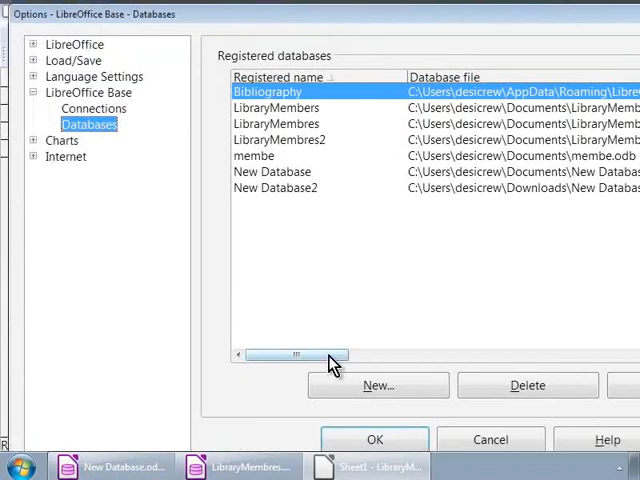 Options - LibreOffice Base - Databases
LibreOffice
Load/Save
Language Settings
LibreOffice Base
Connections
Databases
Charts
Internet
Registered databases
Registered name Database file
Bibliography C:\Users\desicrew\AppData\Roaming\Libre
LibraryMembers C:\Users\desicrew\Documents\LibraryMemb
LibraryMembres C:\Users\desicrew\Documents\LibraryMemb
LibraryMembres2 C:\Users\desicrew\Documents\LibraryMemb
membe C:\Users\desicrew\Documents\membe.odb
New Database C:\Users\desicrew\Documents\New Databas
New Database2 C:\Users\desicrew\Downloads\New Databas
New... Delete
OK Cancel Help
New Database.od... LibraryMembres.... Sheet1 - LibraryM...